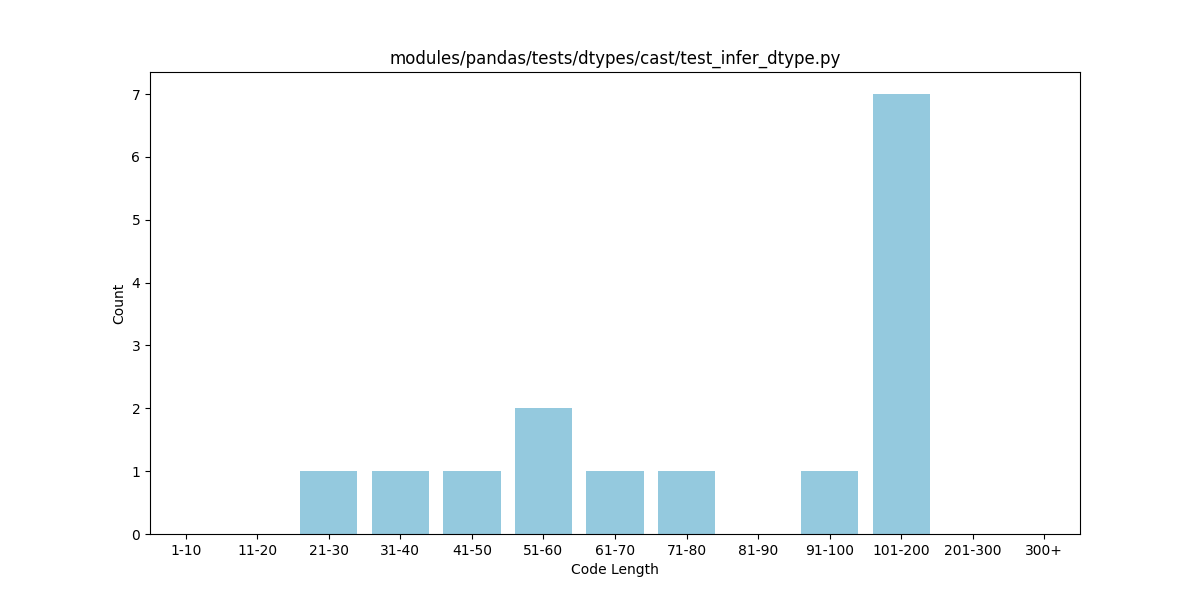 modules/pandas/tests/dtypes/cast/test_infer_dtype.py
Count
7
6
5
4
3
2
1
0
1-10 11-20 21-30 31-40 41-50 51-60 61-70 71-80 81-90 91-100 101-200 201-300 300+
Code Length